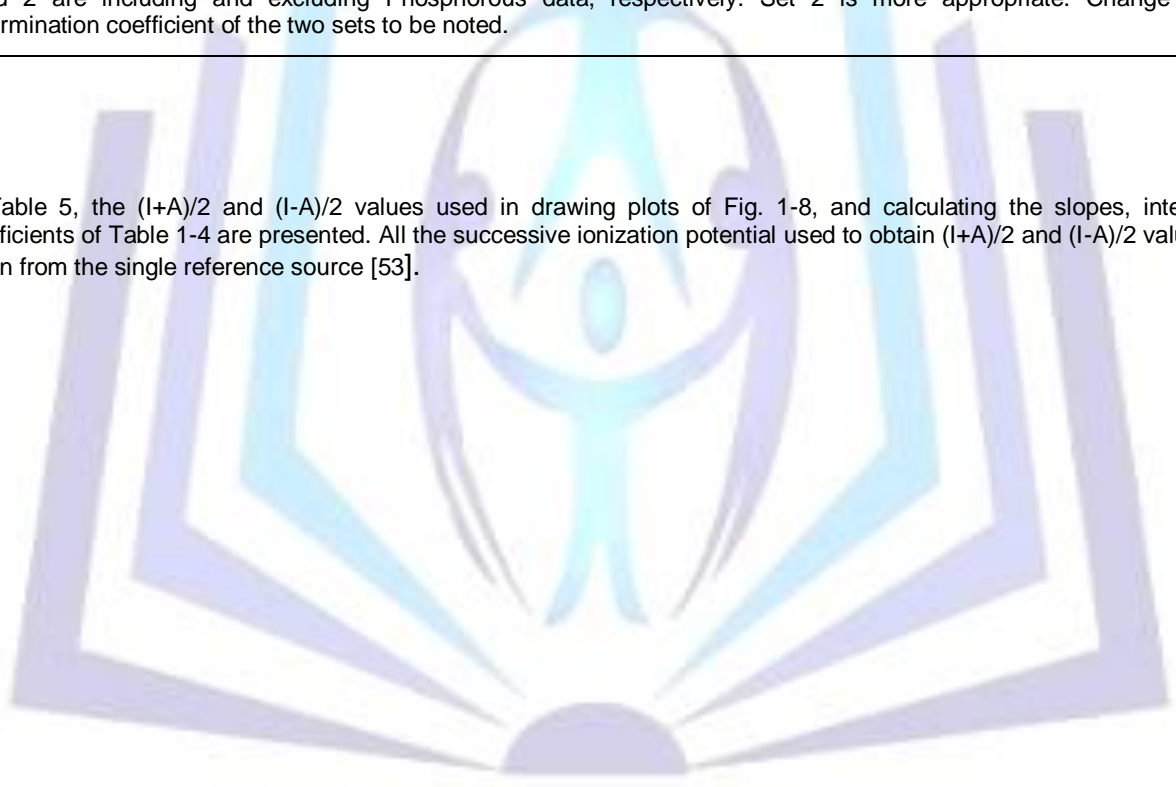 d 2 are including and excluding Phosphorous data, respectively. Set 2 is more appropriate. Change
rmination coefficient of the two sets to be noted.
able 5, the (I+A)/2 and (I-A)/2 values used in drawing plots of Fig. 1-8, and calculating the slopes, inte
ficients of Table 1-4 are presented. All the successive ionization potential used to obtain (I+A)/2 and (I-A)/2 valu
n from the single reference source [53].